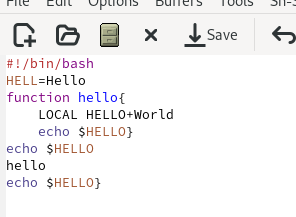 Edit Options Buffers Tools Sh-S
Save
#!/bin/bash
HELL=Hello
function hello{
    LOCAL HELLO+World
    echo $HELLO}
echo $HELLO
hello
echo $HELLO}